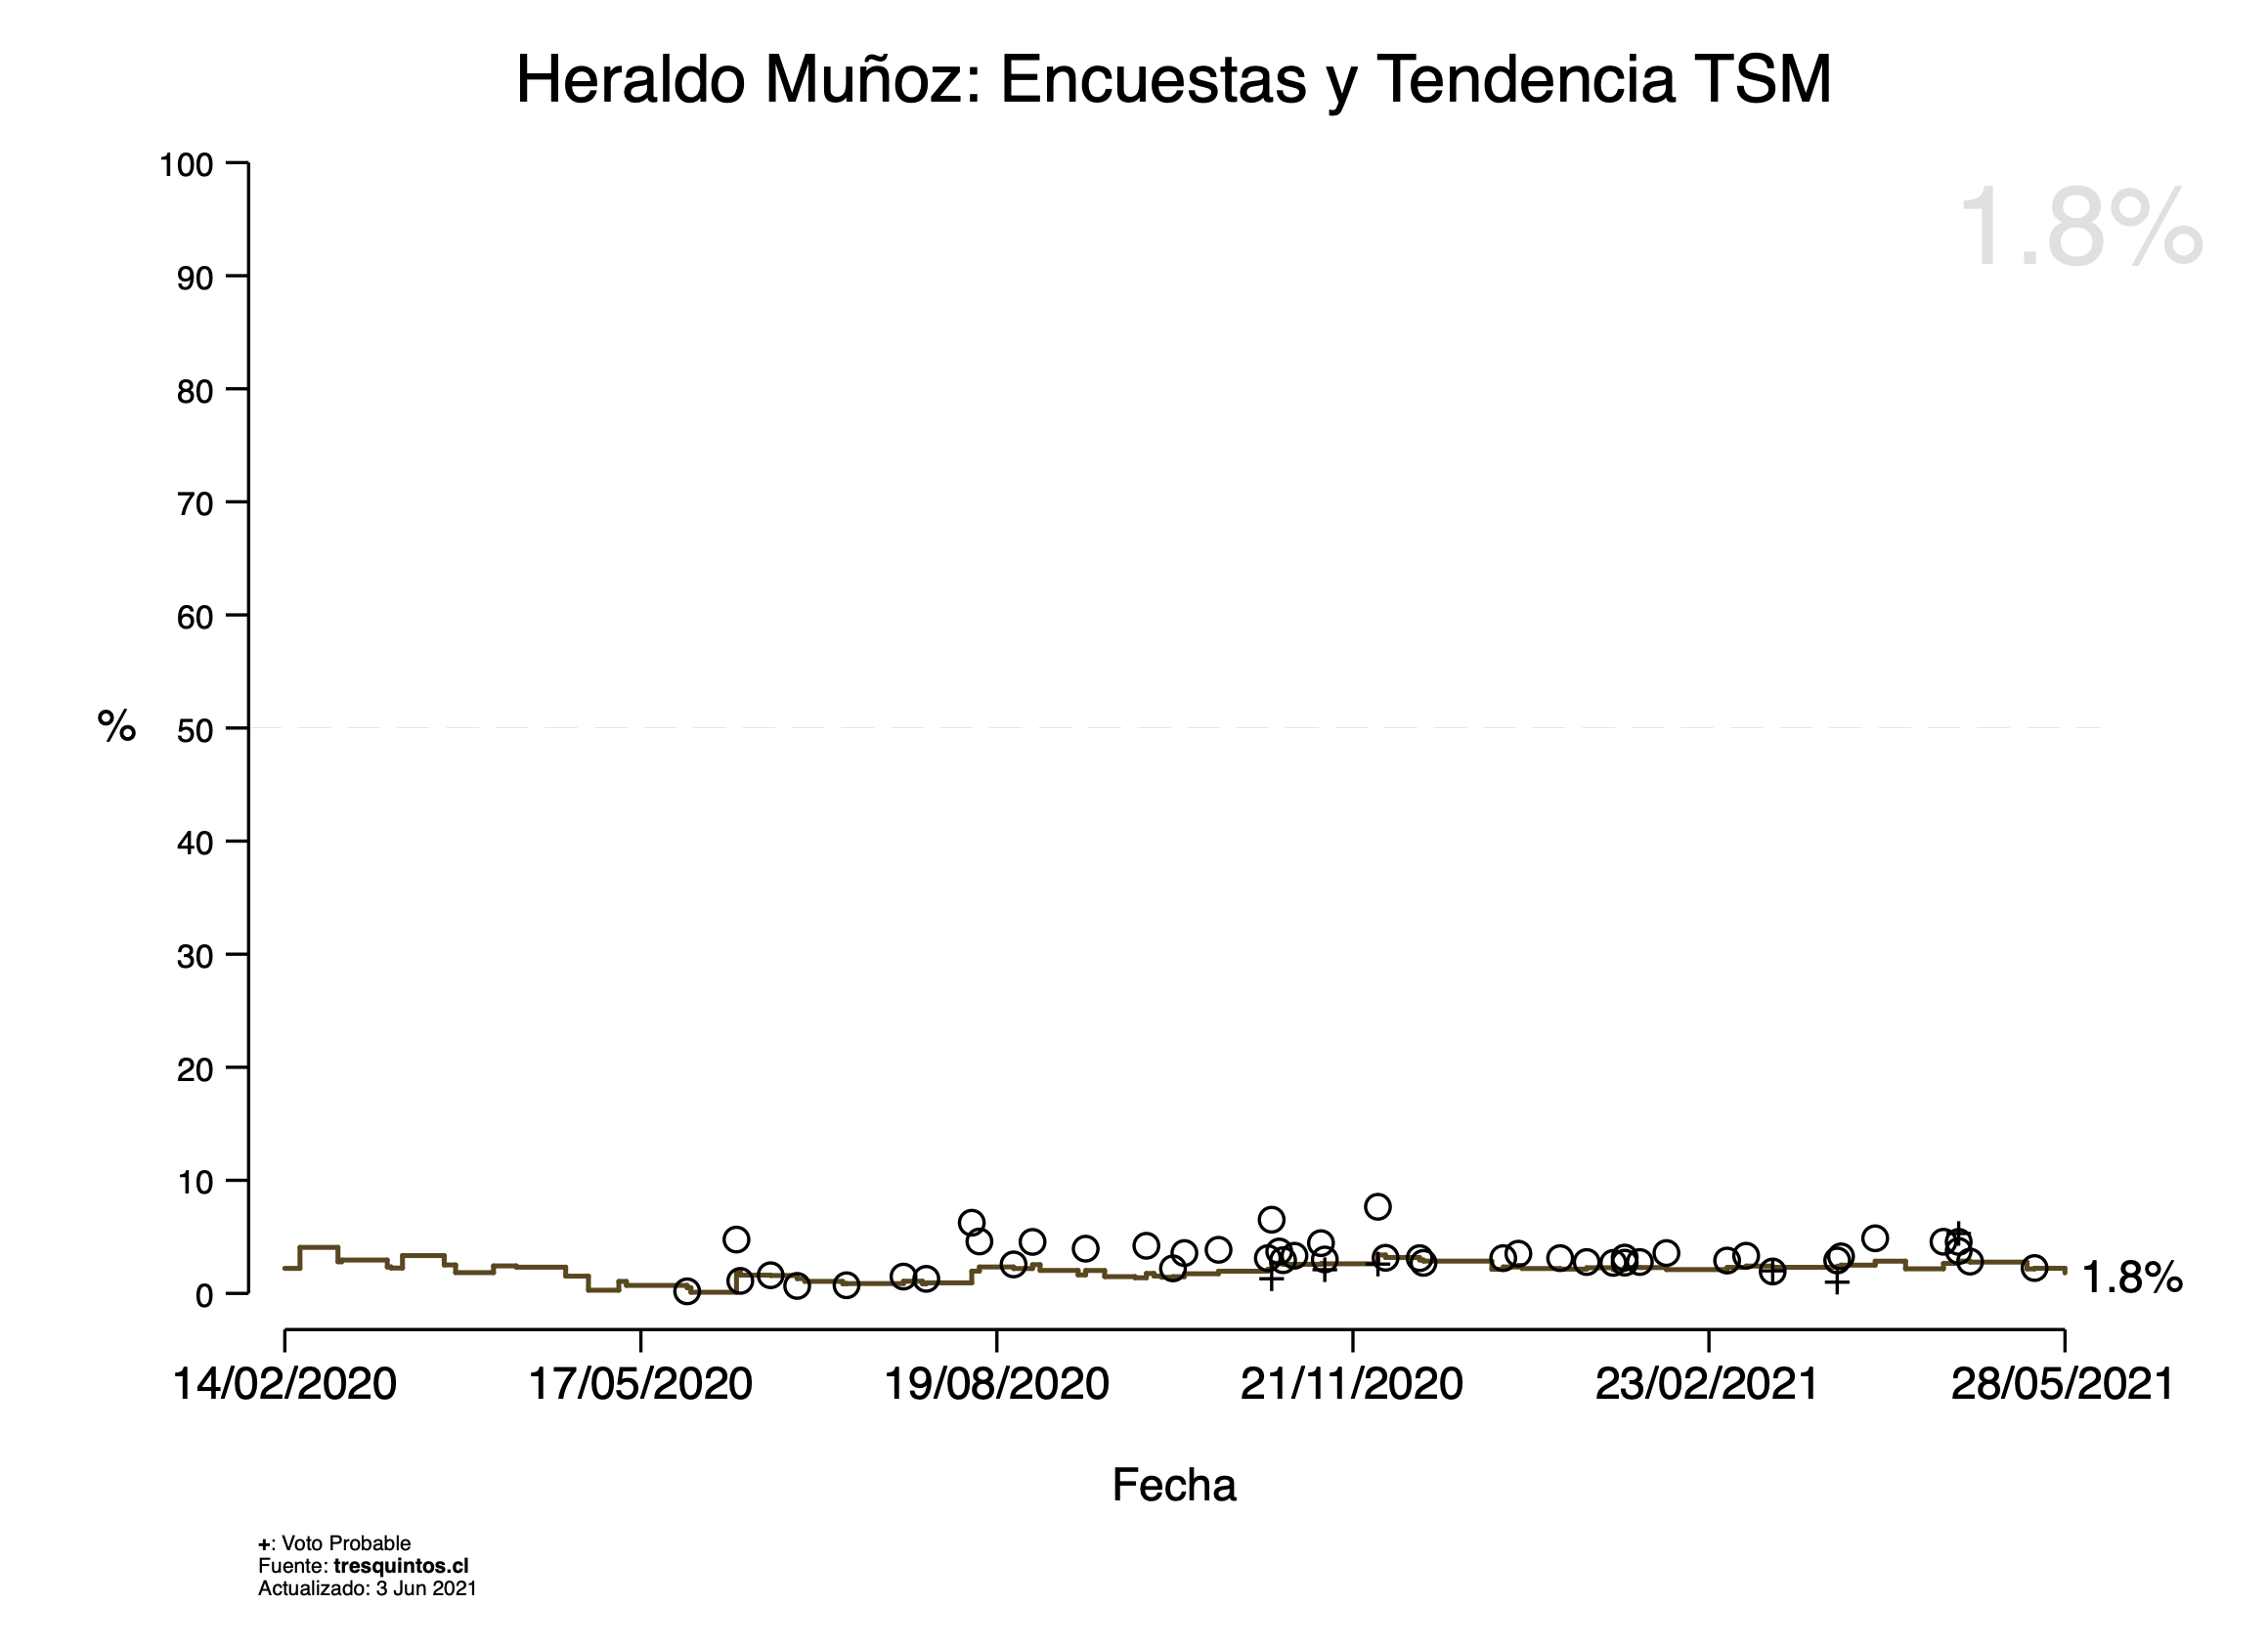 Heraldo Muñoz: Encuestas y Tendencia TSM
1.8%
100
90
80
70
60
% 50
40
30
20
10
0
1.8%
14/02/2020 17/05/2020 19/08/2020 21/11/2020 23/02/2021 28/05/2021
Fecha
+: Voto Probable
Fuente: tresquintos.cl
Actualizado: 3 Jun 2021